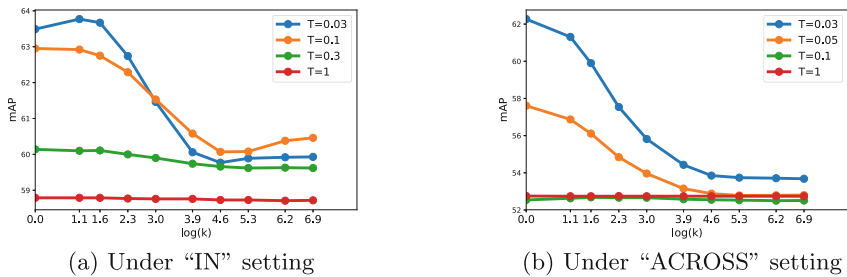 64
63
62
61
60
59
mAP
T=0.03
T=0.1
T=0.3
T=1
0.0 1.1 1.6 2.3 3.0 3.9 4.6 5.3 6.2 6.9
log(k)
(a) Under “IN” setting
62
60
58
56
54
52
mAP
T=0.03
T=0.05
T=0.1
T=1
0.0 1.1 1.6 2.3 3.0 3.9 4.6 5.3 6.2 6.9
log(k)
(b) Under “ACROSS” setting